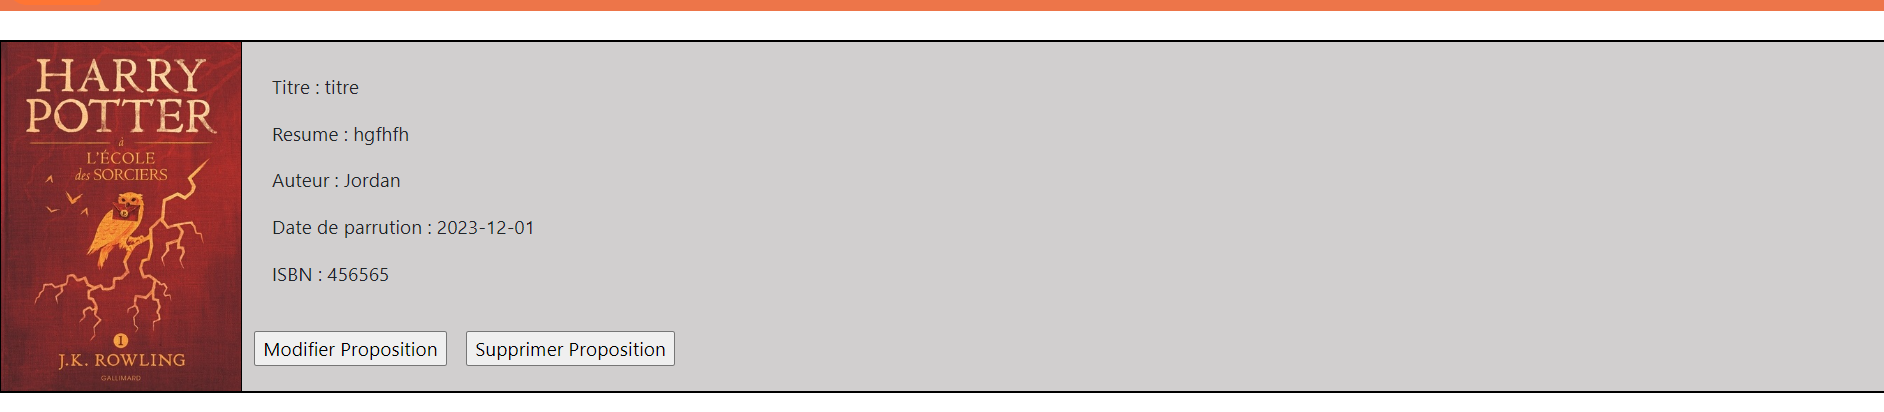 HARRY
POTTER
à
L'ÉCOLE
des SORCIERS
1
J.K. ROWLING
GALLIMARD
Titre : titre
Resume : hgfhfh
Auteur : Jordan
Date de parrution : 2023-12-01
ISBN : 456565
Modifier Proposition
Supprimer Proposition